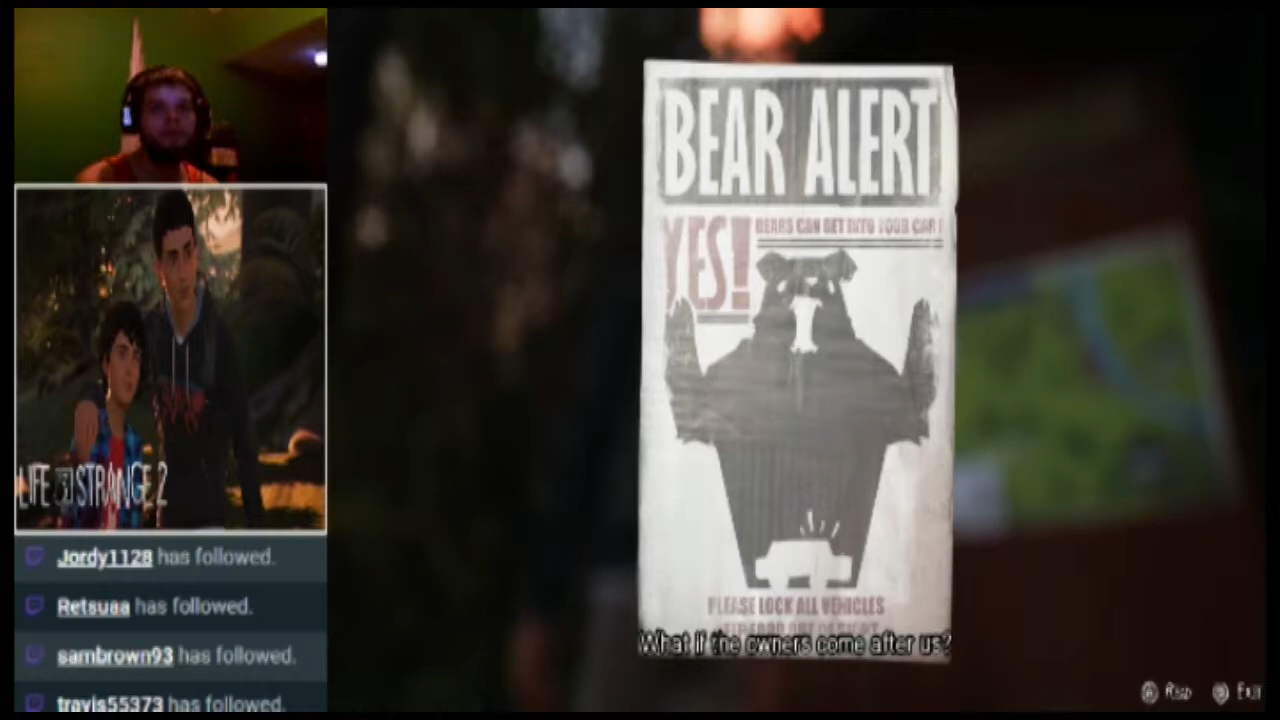 BEAR ALERT
YES!
BEARS CAN GET INTO YOUR CAR!
PLEASE LOCK ALL VEHICLES
What if the owners come after us?
LIFE IS STRANGE 2
Jordy1128 has followed.
Retsuaa has followed.
sambrown93 has followed.
travis55373 has followed.
Exit